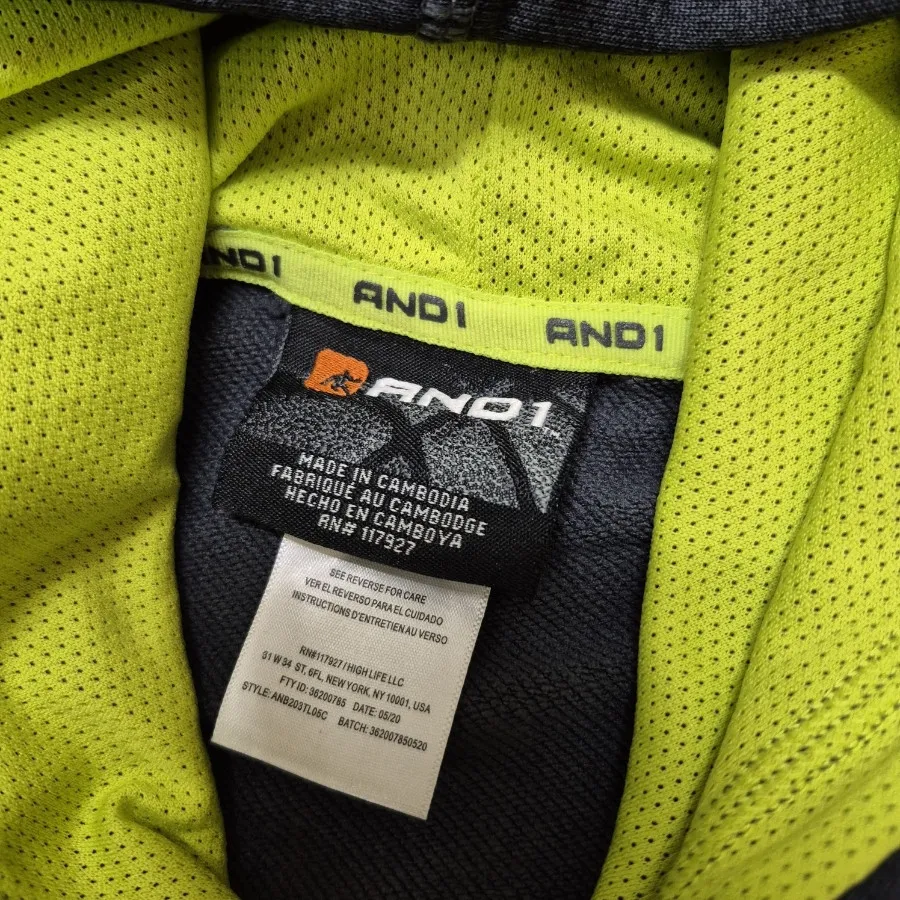 AND1 AND1 AND1
AND1™
MADE IN CAMBODIA
FABRIQUÉ AU CAMBODGE
HECHO EN CAMBOYA
RN# 117927
SEE REVERSE FOR CARE
VER EL REVERSO PARA EL CUIDADO
INSTRUCTIONS D'ENTRETIEN AU VERSO
RN#117927 / HIGH LIFE LLC
31 W 34 ST, 6FL, NEW YORK, NY 10001, USA
FTY ID: 36200785 DATE: 05/20
STYLE: ANB203TL05C BATCH: 362007850520